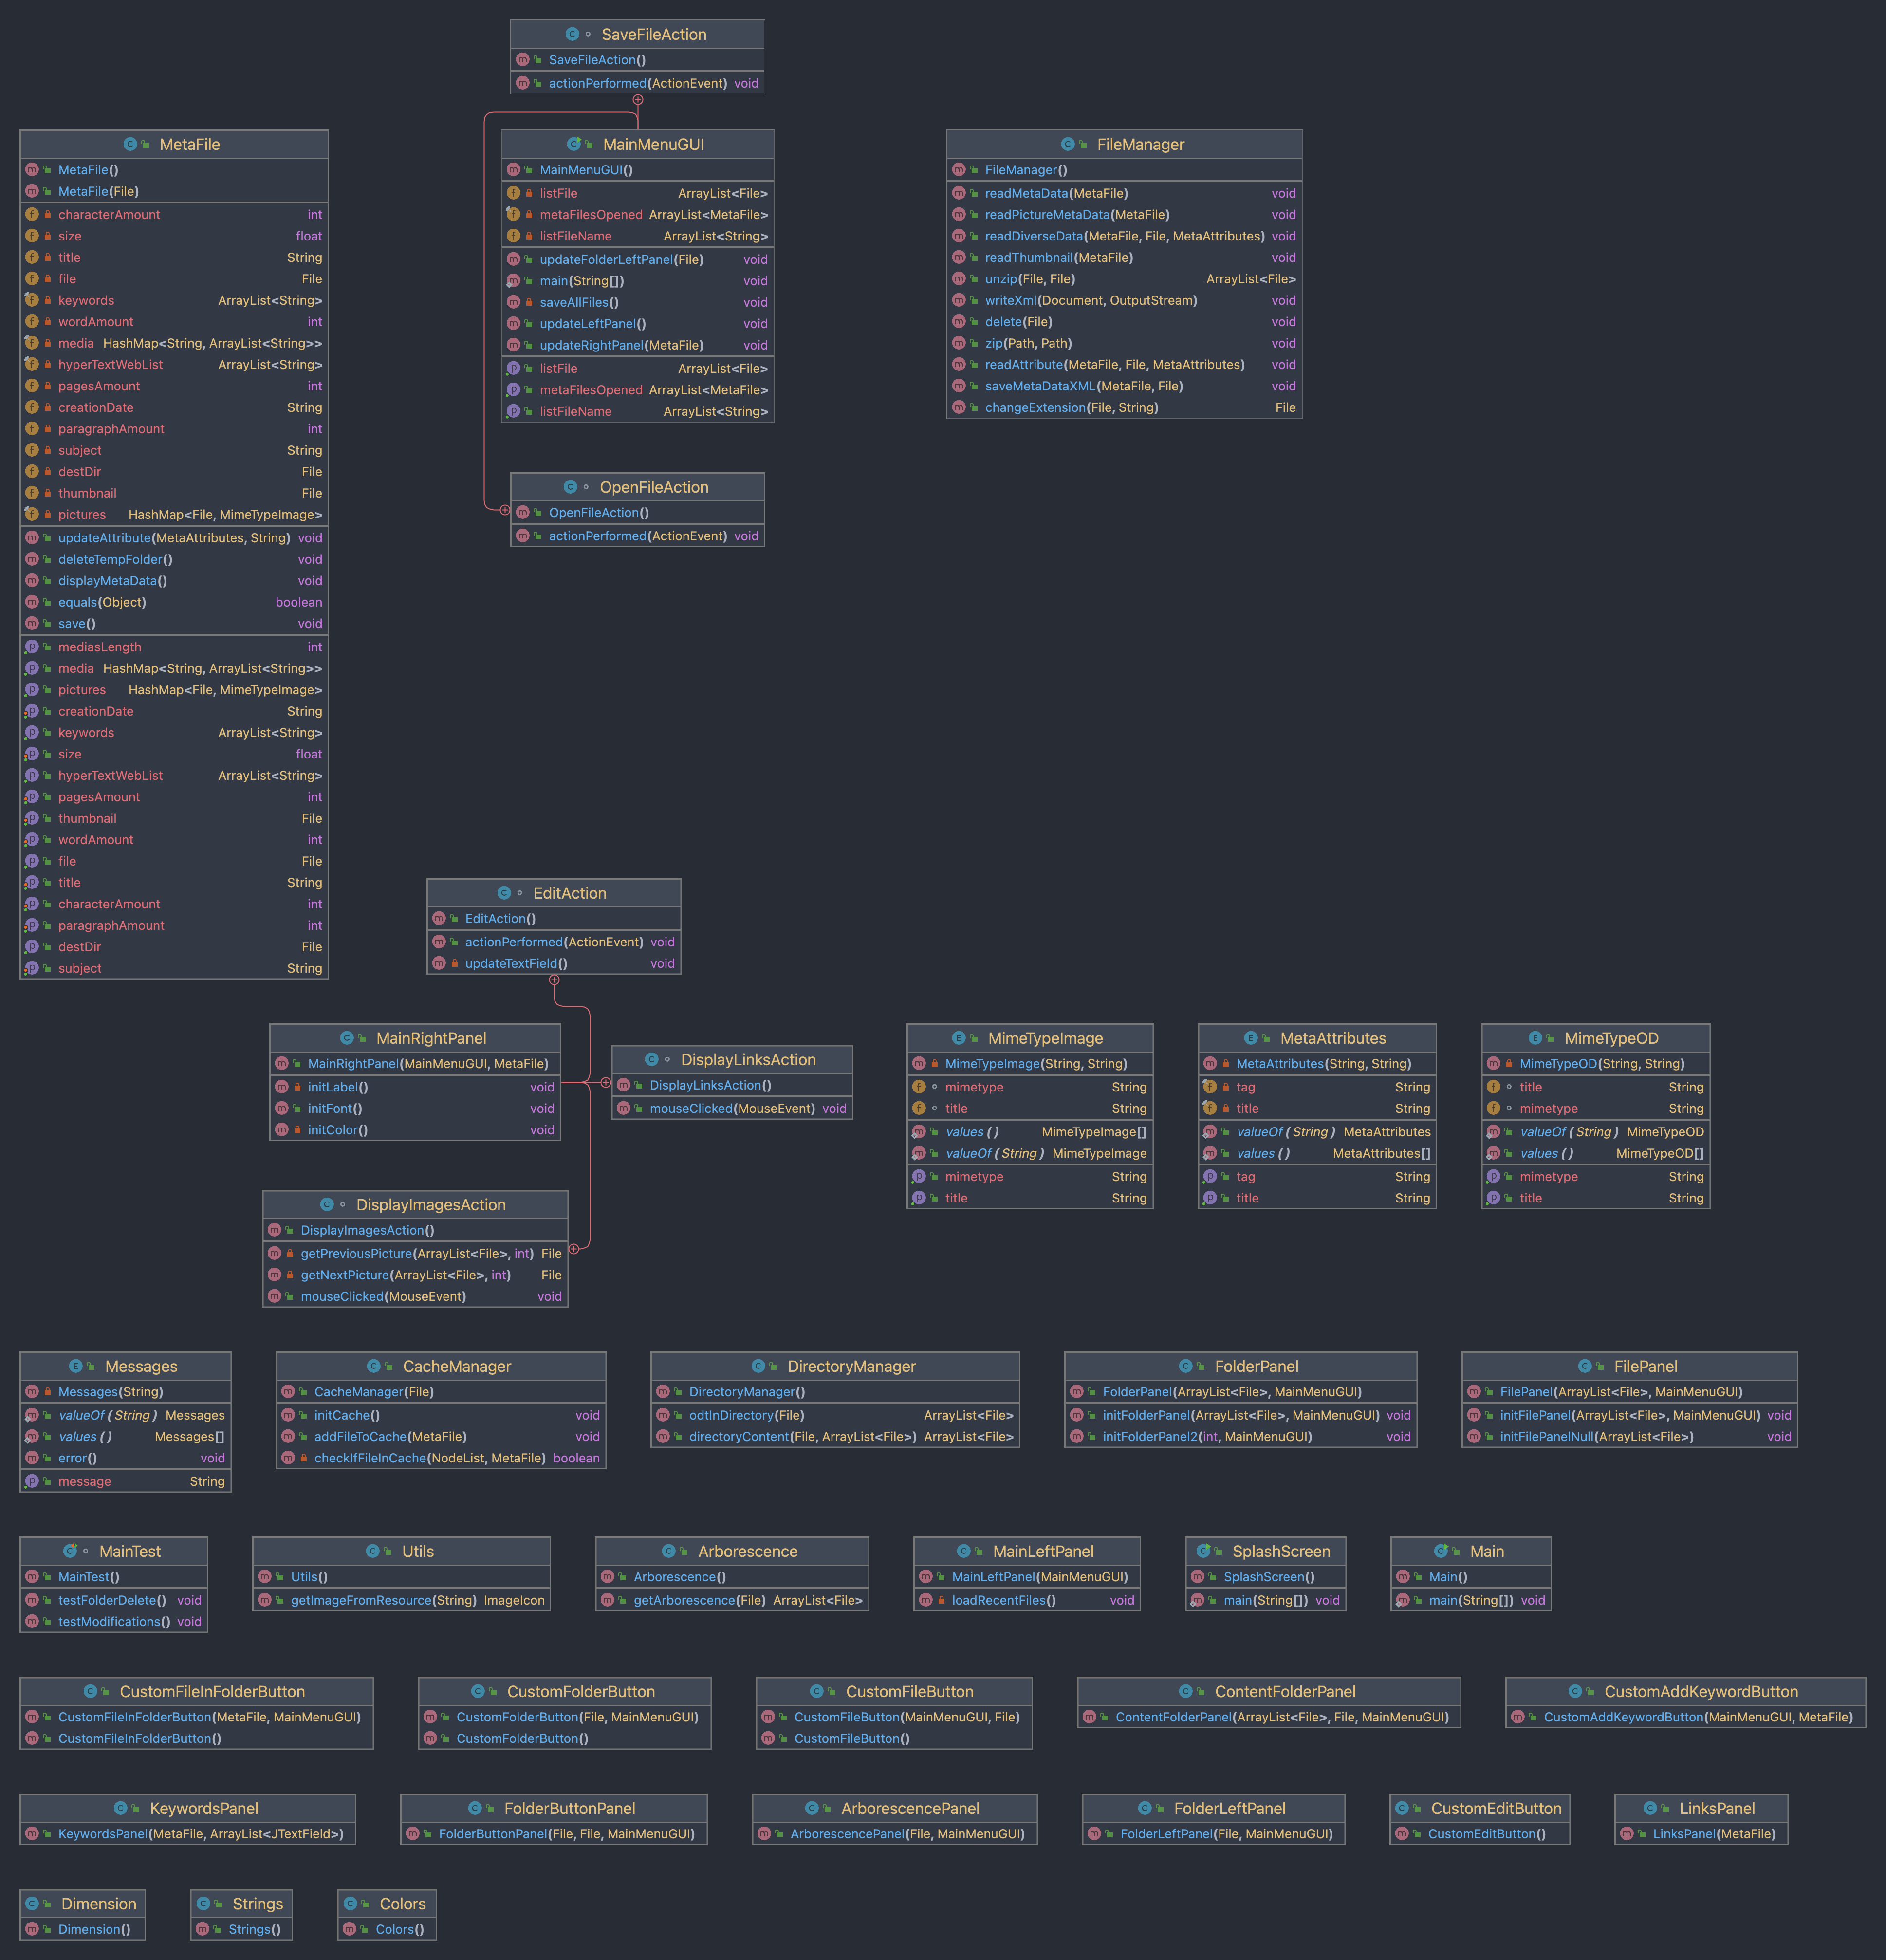 SaveFileAction
SaveFileAction()
actionPerformed(ActionEvent) void
MetaFile
MetaFile()
MetaFile(File)
characterAmount int
size float
title String
file File
keywords ArrayList<String>
wordAmount int
media HashMap<String, ArrayList<String>>
hyperTextWebList ArrayList<String>
pagesAmount int
creationDate String
paragraphAmount int
subject String
destDir File
thumbnail File
pictures HashMap<File, MimeTypeImage>
updateAttribute(MetaAttributes, String) void
deleteTempFolder() void
displayMetaData() void
equals(Object) boolean
save() void
mediasLength int
media HashMap<String, ArrayList<String>>
pictures HashMap<File, MimeTypeImage>
creationDate String
keywords ArrayList<String>
size float
hyperTextWebList ArrayList<String>
pagesAmount int
thumbnail File
wordAmount int
file File
title String
characterAmount int
paragraphAmount int
destDir File
subject String
MainMenuGUI
MainMenuGUI()
listFile ArrayList<File>
metaFilesOpened ArrayList<MetaFile>
listFileName ArrayList<String>
updateFolderLeftPanel(File) void
main(String[]) void
saveAllFiles() void
updateLeftPanel() void
updateRightPanel(MetaFile) void
listFile ArrayList<File>
metaFilesOpened ArrayList<MetaFile>
listFileName ArrayList<String>
FileManager
FileManager()
readMetaData(MetaFile) void
readPictureMetaData(MetaFile) void
readDiverseData(MetaFile, File, MetaAttributes) void
readThumbnail(MetaFile) void
unzip(File, File) ArrayList<File>
writeXml(Document, OutputStream) void
delete(File) void
zip(Path, Path) void
readAttribute(MetaFile, File, MetaAttributes) void
saveMetaDataXML(MetaFile, File) void
changeExtension(File, String) File
OpenFileAction
OpenFileAction()
actionPerformed(ActionEvent) void
EditAction
EditAction()
actionPerformed(ActionEvent) void
updateTextField() void
MainRightPanel
MainRightPanel(MainMenuGUI, MetaFile)
initLabel() void
initFont() void
initColor() void
DisplayLinksAction
DisplayLinksAction()
mouseClicked(MouseEvent) void
MimeTypeImage
MimeTypeImage(String, String)
mimetype String
title String
values() MimeTypeImage[]
valueOf(String) MimeTypeImage
mimetype String
title String
MetaAttributes
MetaAttributes(String, String)
tag String
title String
valueOf(String) MetaAttributes
values() MetaAttributes[]
tag String
title String
MimeTypeOD
MimeTypeOD(String, String)
title String
mimetype String
valueOf(String) MimeTypeOD
values() MimeTypeOD[]
mimetype String
title String
DisplayImagesAction
DisplayImagesAction()
getPreviousPicture(ArrayList<File>, int) File
getNextPicture(ArrayList<File>, int) File
mouseClicked(MouseEvent) void
Messages
Messages(String)
valueOf(String) Messages
values() Messages[]
error() void
message String
CacheManager
CacheManager(File)
initCache() void
addFileToCache(MetaFile) void
checkIfFileInCache(NodeList, MetaFile) boolean
DirectoryManager
DirectoryManager()
odtInDirectory(File) ArrayList<File>
directoryContent(File, ArrayList<File>) ArrayList<File>
FolderPanel
FolderPanel(ArrayList<File>, MainMenuGUI)
initFolderPanel(ArrayList<File>, MainMenuGUI) void
initFolderPanel2(int, MainMenuGUI) void
FilePanel
FilePanel(ArrayList<File>, MainMenuGUI)
initFilePanel(ArrayList<File>, MainMenuGUI) void
initFilePanelNull(ArrayList<File>) void
MainTest
MainTest()
testFolderDelete() void
testModifications() void
Utils
Utils()
getImageFromResource(String) ImageIcon
Arborescence
Arborescence()
getArborescence(File) ArrayList<File>
MainLeftPanel
MainLeftPanel(MainMenuGUI)
loadRecentFiles() void
SplashScreen
SplashScreen()
main(String[]) void
Main
Main()
main(String[]) void
CustomFileInFolderButton
CustomFileInFolderButton(MetaFile, MainMenuGUI)
CustomFileInFolderButton()
CustomFolderButton
CustomFolderButton(File, MainMenuGUI)
CustomFolderButton()
CustomFileButton
CustomFileButton(MainMenuGUI, File)
CustomFileButton()
ContentFolderPanel
ContentFolderPanel(ArrayList<File>, File, MainMenuGUI)
CustomAddKeywordButton
CustomAddKeywordButton(MainMenuGUI, MetaFile)
KeywordsPanel
KeywordsPanel(MetaFile, ArrayList<JTextField>)
FolderButtonPanel
FolderButtonPanel(File, File, MainMenuGUI)
ArborescencePanel
ArborescencePanel(File, MainMenuGUI)
FolderLeftPanel
FolderLeftPanel(File, MainMenuGUI)
CustomEditButton
CustomEditButton()
LinksPanel
LinksPanel(MetaFile)
Dimension
Dimension()
Strings
Strings()
Colors
Colors()